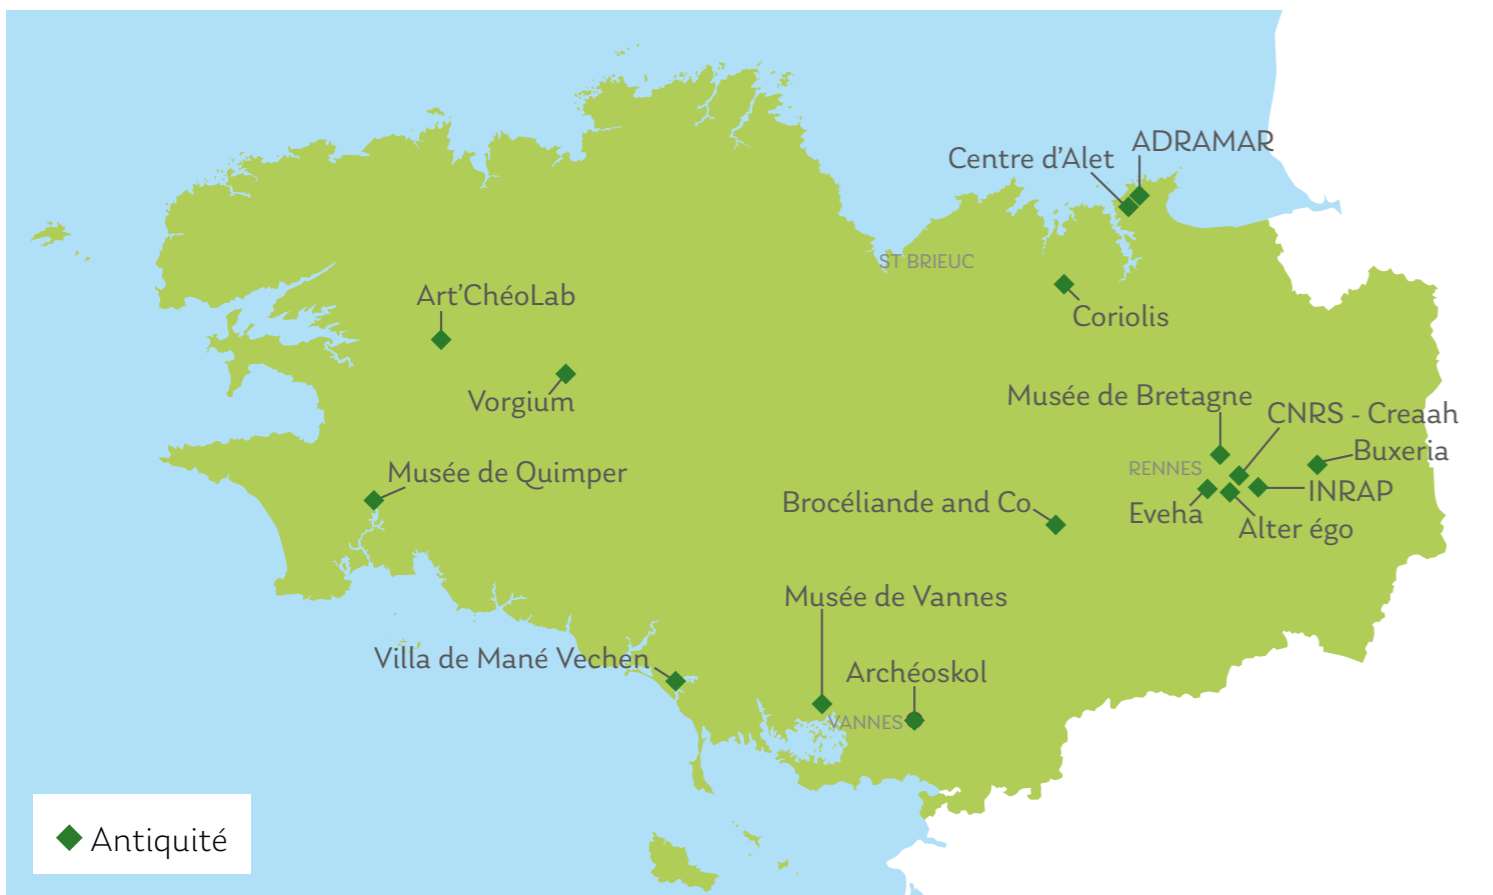 ADRAMAR
Centre d'Alet
ST BRIEUC
Art'ChéoLab
Coriolis
Vorgium
Musée de Bretagne
CNRS - Creaah
Buxeria
RENNES
Musée de Quimper
INRAP
Brocéliande and Co
Eveha
Alter égo
Musée de Vannes
Villa de Mané Vechen
Archéoskol
VANNES
Antiquité